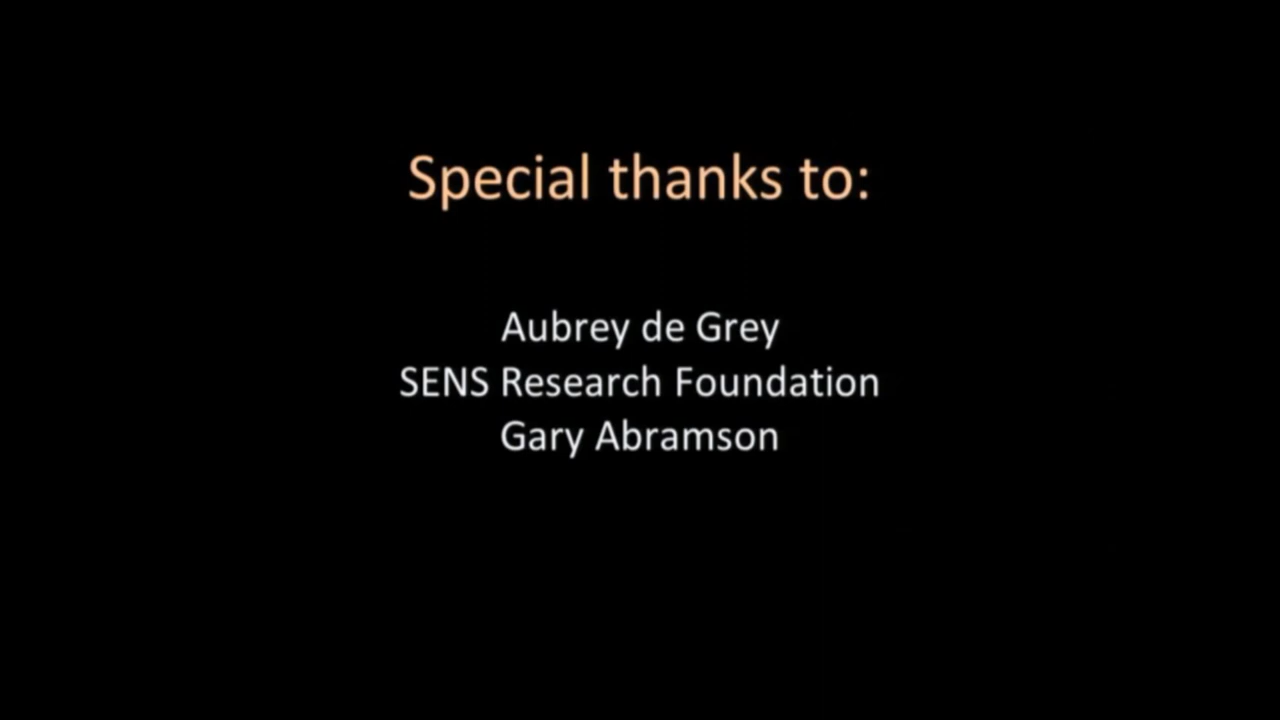 Special thanks to:
Aubrey de Grey
SENS Research Foundation
Gary Abramson